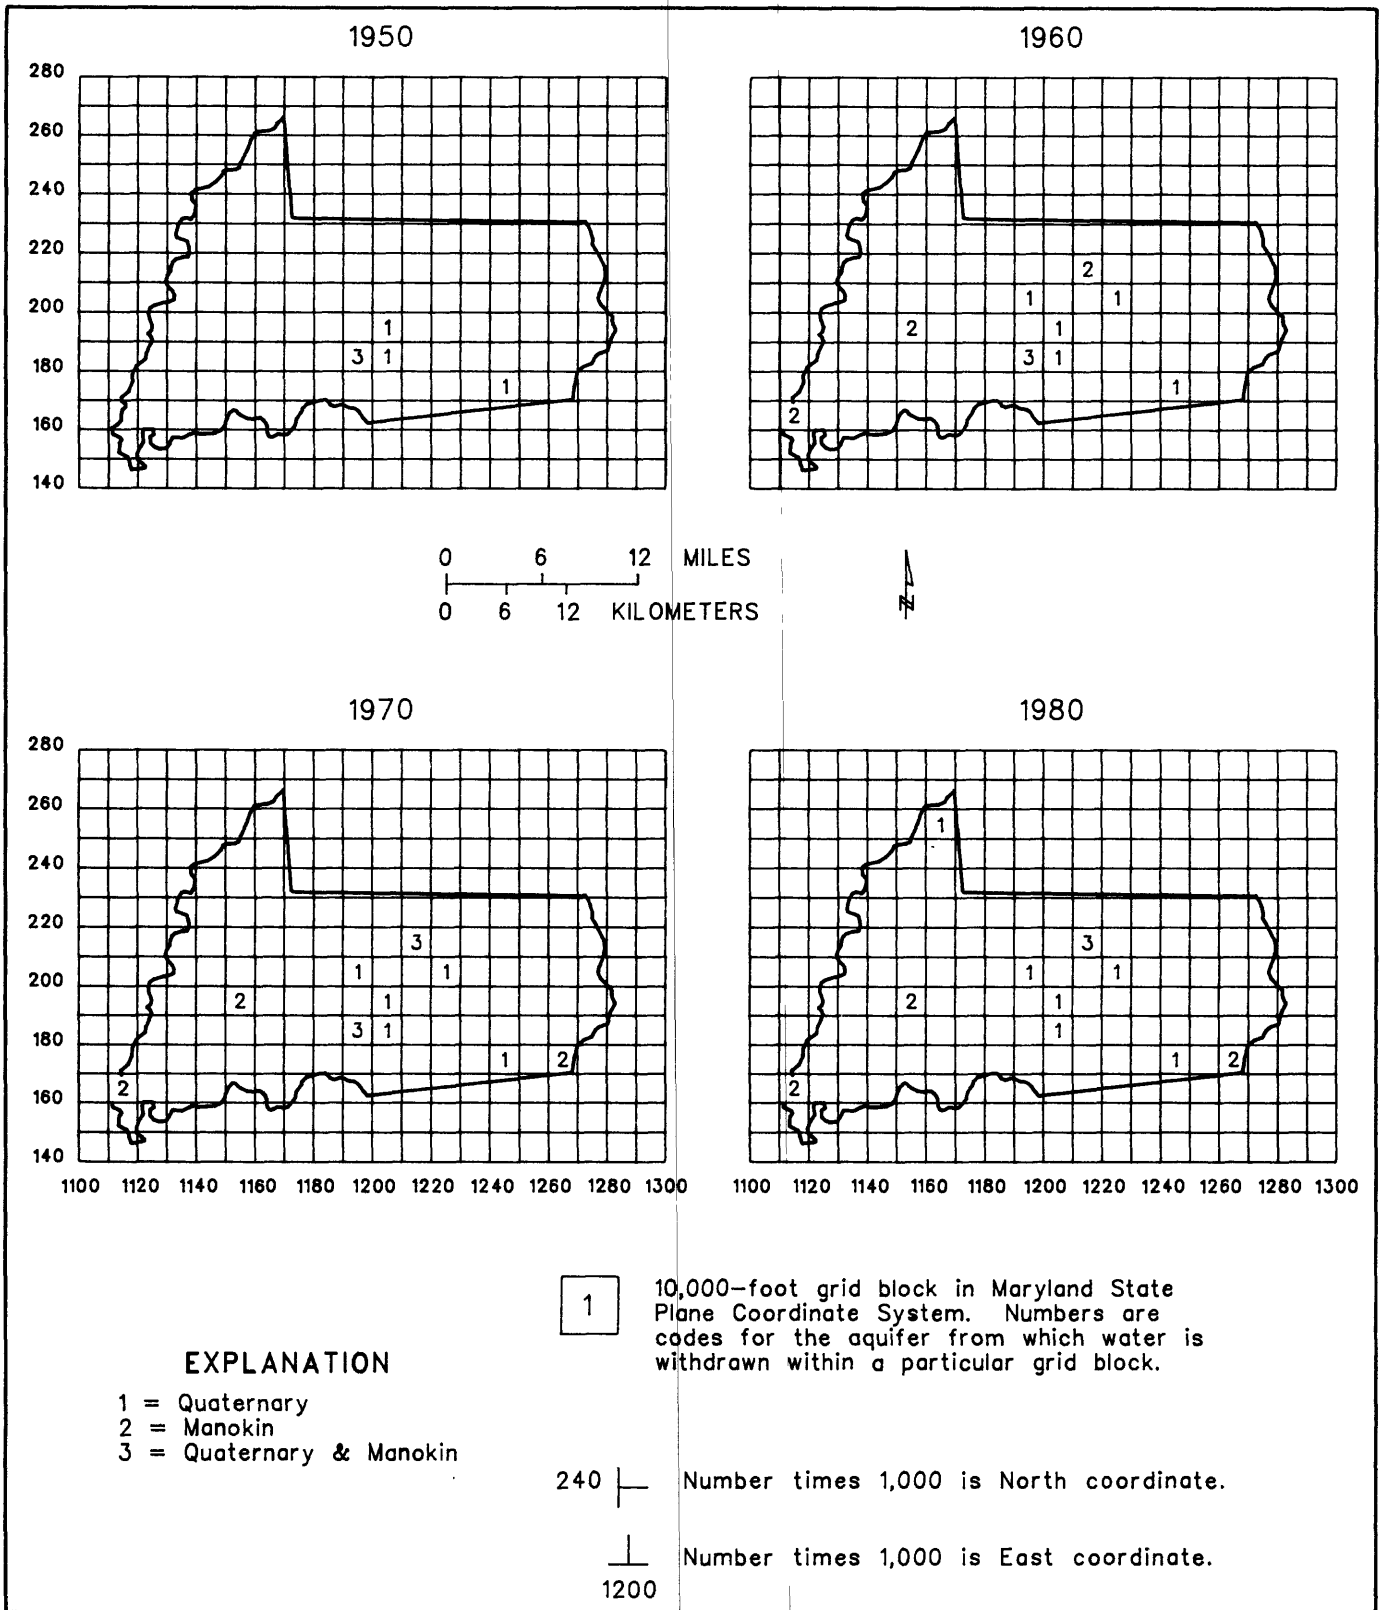 1950
1960
280
260
240
220
200
180
160
140
1
3 1
1
2
1 1
2 1
3 1
1
2
0 6 12 MILES
0 6 12 KILOMETERS
N
1970
1980
280
260
240
220
200
180
160
140
3
1 1
2 1
3 1
1 2
2
1100 1120 1140 1160 1180 1200 1220 1240 1260 1280 1300
1
3
1 1
2 1
1
1 2
2
1100 1120 1140 1160 1180 1200 1220 1240 1260 1280 1300
1
10,000-foot grid block in Maryland State
Plane Coordinate System. Numbers are
codes for the aquifer from which water is
withdrawn within a particular grid block.
EXPLANATION
1 = Quaternary
2 = Manokin
3 = Quaternary & Manokin
240 Number times 1,000 is North coordinate.
Number times 1,000 is East coordinate.
1200